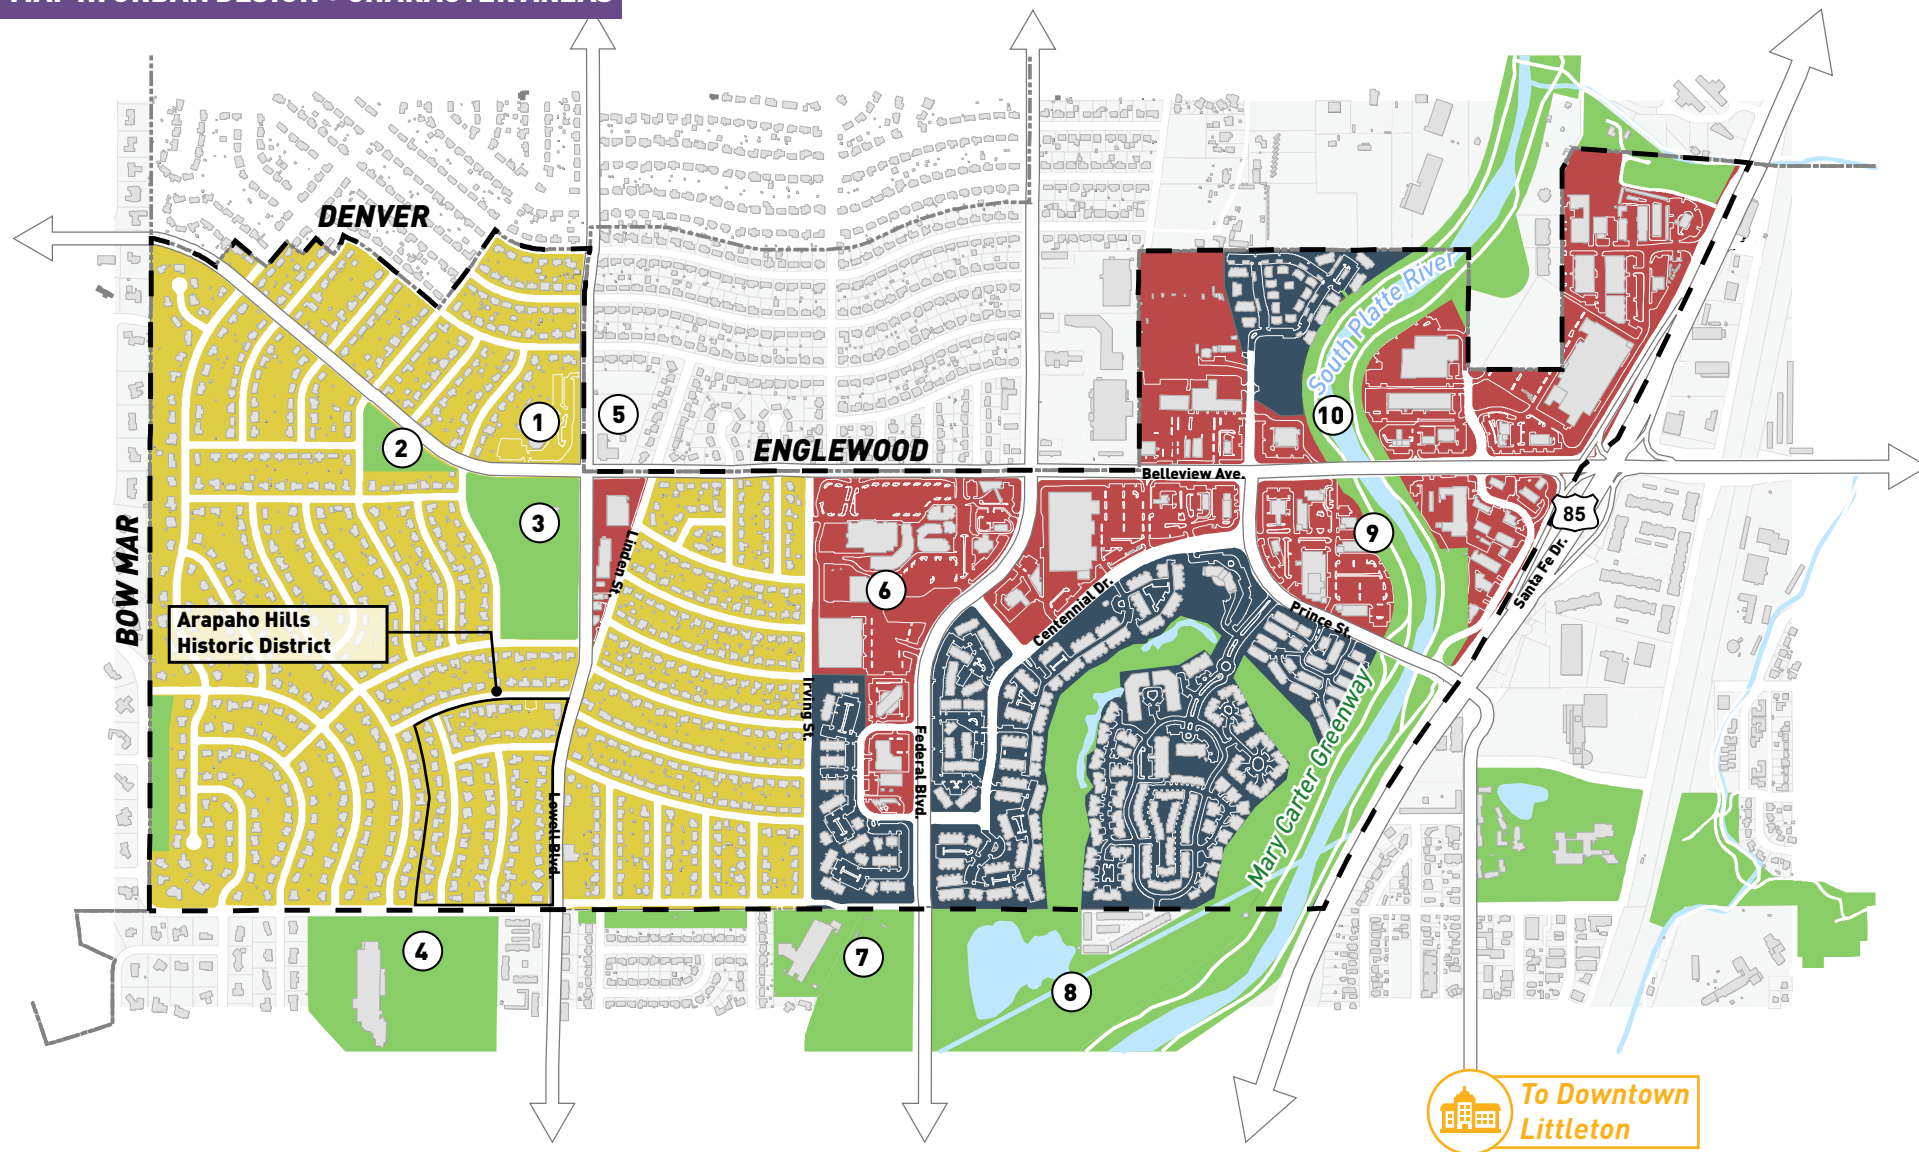 DENVER
1
2
5
ENGLEWOOD
10
South Platte River
Belleview Ave.
3
9
85
BOW MAR
Linden St.
6
Santa Fe Dr.
Arapaho Hills
Historic District
Centennial Dr.
Prince St.
Irving St.
Federal Blvd.
Mary Carter Greenway
Lowell Blvd.
4
7
8
To Downtown
Littleton